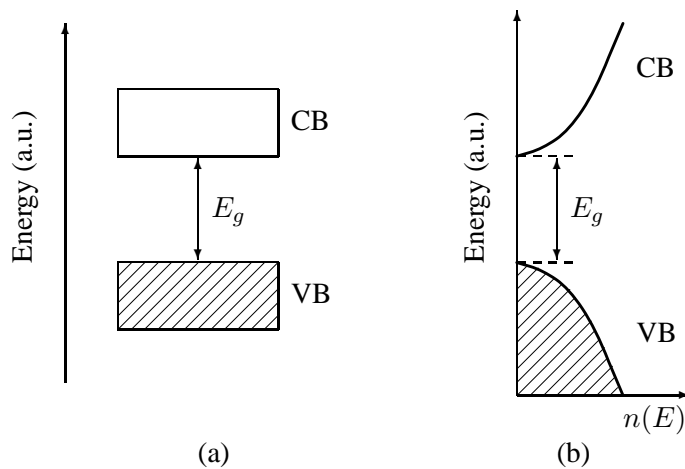 Energy (a.u.)
CB
E_g
VB
(a)
Energy (a.u.)
CB
E_g
VB
n(E)
(b)